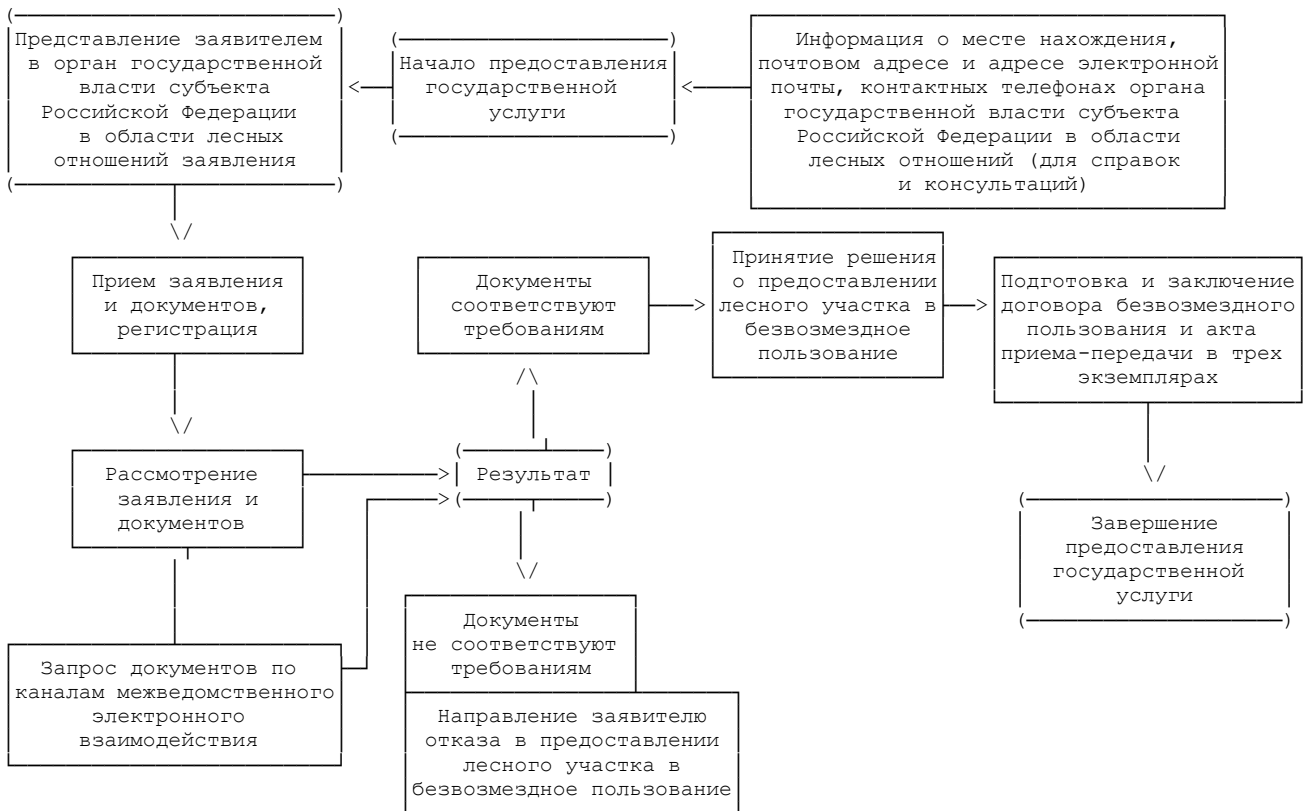 Представление заявителем
в орган государственной
власти субъекта
Российской Федерации
в области лесных
отношений заявления
Начало предоставления
государственной
услуги
Информация о месте нахождения,
почтовом адресе и адресе электронной
почты, контактных телефонах органа
государственной власти субъекта
Российской Федерации в области
лесных отношений (для справок
и консультаций)
Прием заявления
и документов,
регистрация
Документы
соответствуют
требованиям
Принятие решения
о предоставлении
лесного участка в
безвозмездное
пользование
Подготовка и заключение
договора безвозмездного
пользования и акта
приема-передачи в трех
экземплярах
Рассмотрение
заявления и
документов
Результат
Завершение
предоставления
государственной
услуги
Документы
не соответствуют
требованиям
Запрос документов по
каналам межведомственного
электронного
взаимодействия
Направление заявителю
отказа в предоставлении
лесного участка в
безвозмездное пользование